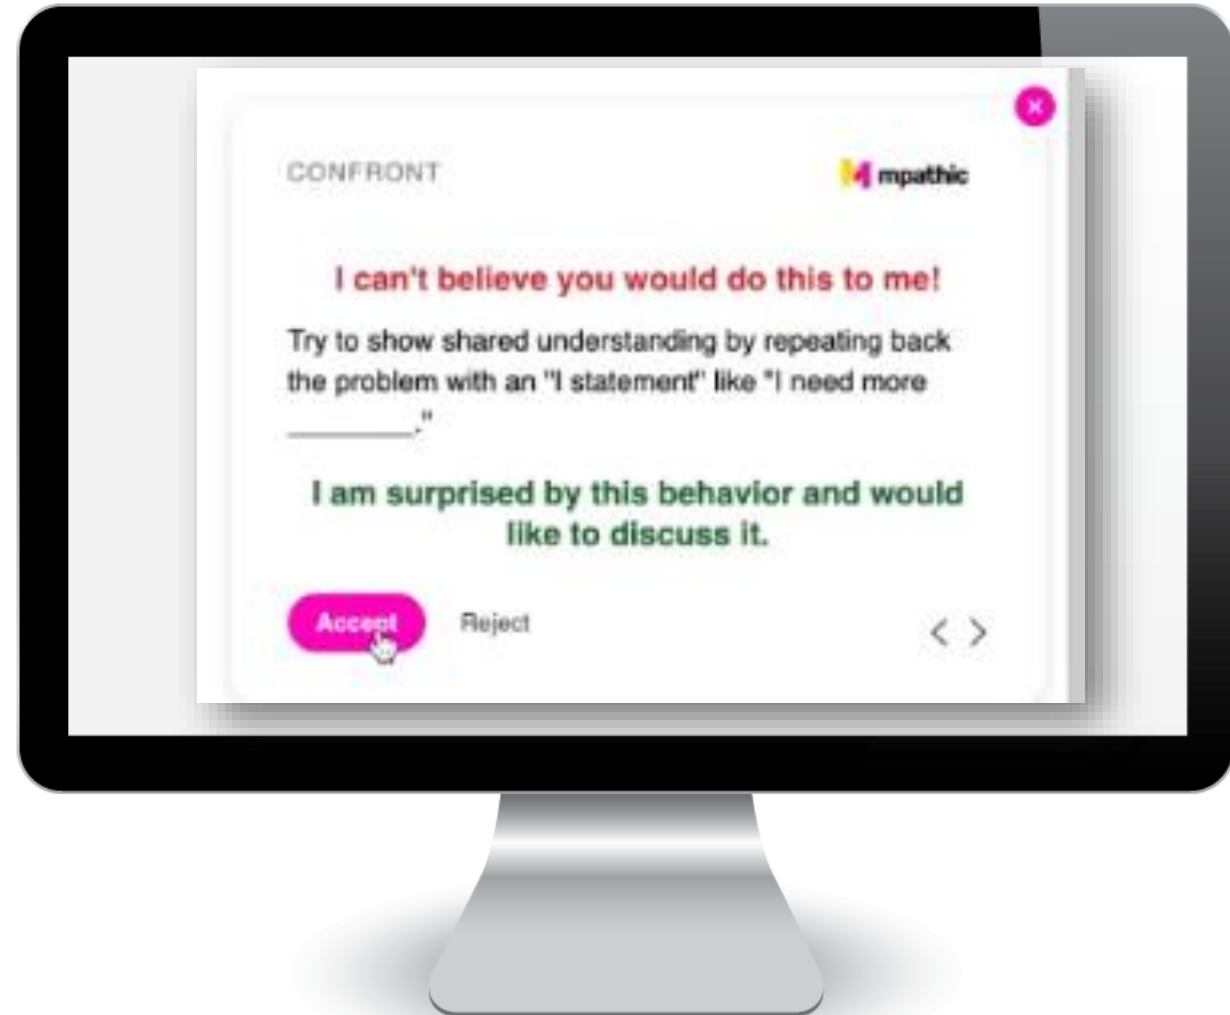 CONFRONT
mpathic
I can't believe you would do this to me!
Try to show shared understanding by repeating back
the problem with an "I statement" like "I need more
_________."
I am surprised by this behavior and would
like to discuss it.
Accept Reject